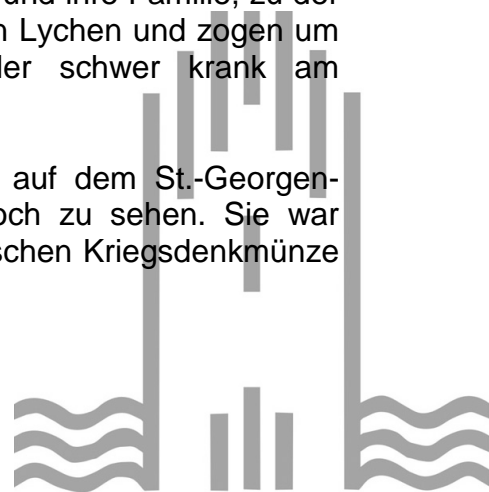 und ihre Familie, zu der
n Lychen und zogen um
der schwer krank am
auf dem St.-Georgen-
och zu sehen. Sie war
schen Kriegsdenkmünze